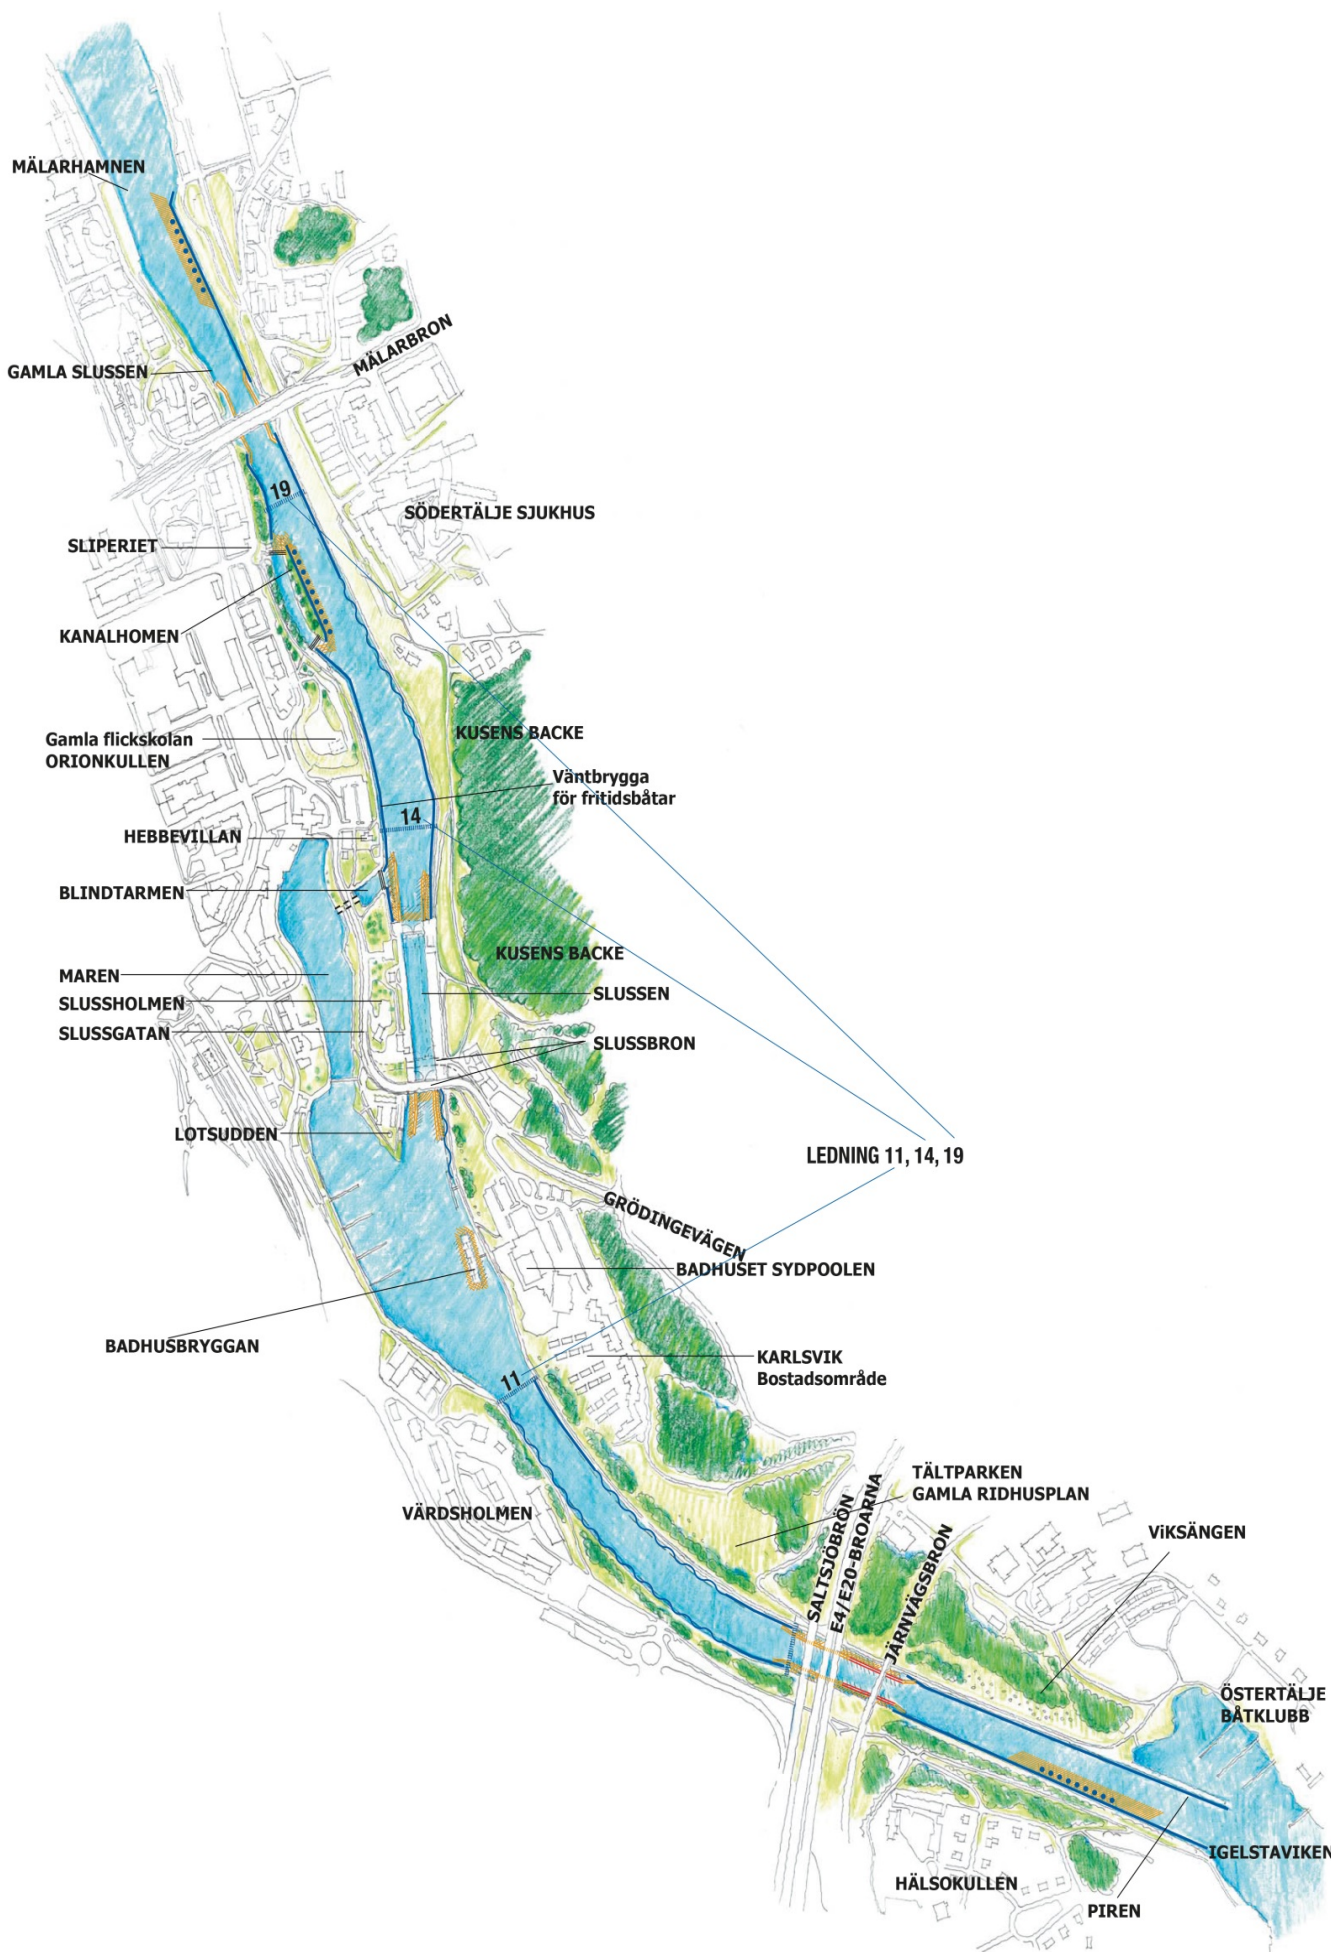 MÄLARHAMNEN
MÄLARBRON
GAMLA SLUSSEN
19
SÖDERTÄLJE SJUKHUS
SLIPERIET
KANALHOMEN
KUSENS BACKE
Gamla flickskolan
ORIONKULLEN
Väntbrygga
för fritidsbåtar
14
HEBBEVILLAN
BLINDTARMEN
KUSENS BACKE
MAREN
SLUSSEN
SLUSSHOLMEN
SLUSSGATAN
SLUSSBRON
LOTSUDDEN
LEDNING 11, 14, 19
GRÖDINGEVÄGEN
BADHUSET SYDPOOLEN
BADHUSBRYGGAN
KARLSVIK
Bostadsområde
11
TÄLTPARKEN
GAMLA RIDHUSPLAN
VÄRDSHOLMEN
SALTSJÖBRÖN
E4/E20-BROARNA
JÄRNVÄGSBRON
ViKSÄNGEN
ÖSTERTÄLJE
BÅTKLUBB
IGELSTAVIKEN
HÄLSOKULLEN
PIREN